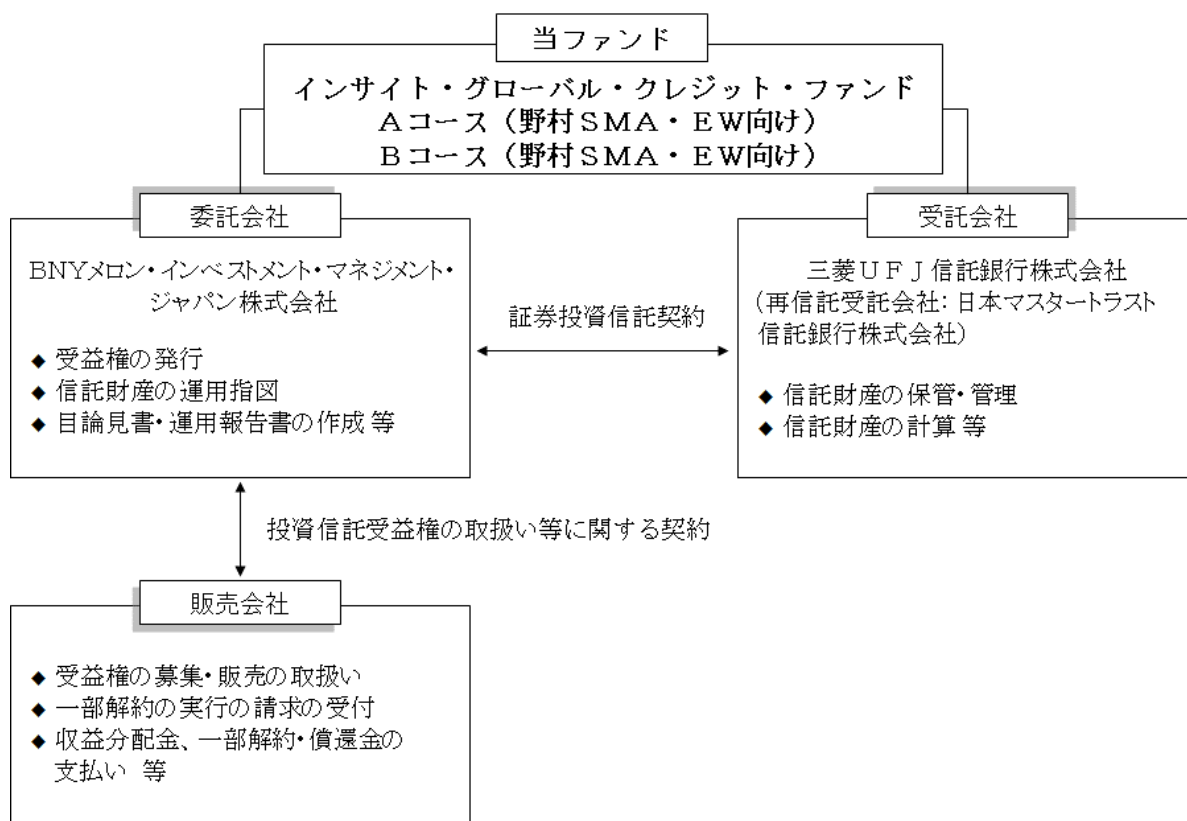 当ファンド
インサイト・グローバル・クレジット・ファンド
Aコース（野村SMA・EW向け）
Bコース（野村SMA・EW向け）
委託会社
BNYメロン・インベストメント・マネジメント・
ジャパン株式会社
◆ 受益権の発行
◆ 信託財産の運用指図
◆ 目論見書・運用報告書の作成 等
証券投資信託契約
受託会社
三菱UFJ信託銀行株式会社
(再信託受託会社: 日本マスタートラスト
信託銀行株式会社)
◆ 信託財産の保管・管理
◆ 信託財産の計算 等
投資信託受益権の取扱い等に関する契約
販売会社
◆ 受益権の募集・販売の取扱い
◆ 一部解約の実行の請求の受付
◆ 収益分配金、一部解約・償還金の
支払い 等